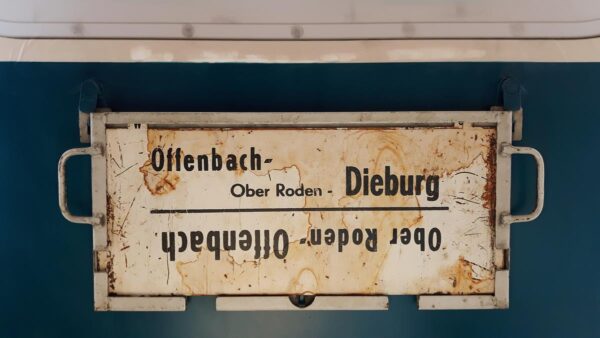 Offenbach-
Ober Roden - Dieburg
Ober Roden- Offenbach